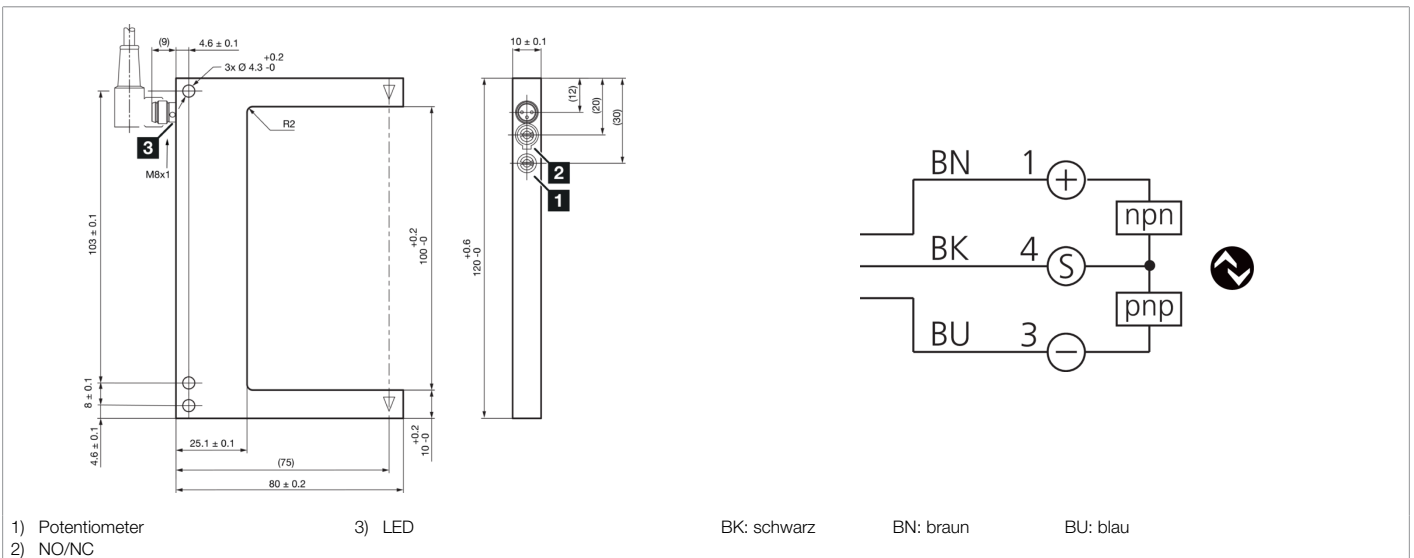 (9)
4.6 ± 0.1
+0.2
3x Ø 4.3 -0
R2
3
M8x1
103 ± 0.1
8 ± 0.1
4.6 ± 0.1
25.1 ± 0.1
(75)
80 ± 0.2
+0.2
100 -0
+0.2
10 -0
10 ± 0.1
(12)
(20)
(30)
2
1
+0.6
120 -0
BN 1 +
npn
BK 4 S
pnp
BU 3 −
1) Potentiometer 3) LED BK: schwarz BN: braun BU: blau
2) NO/NC